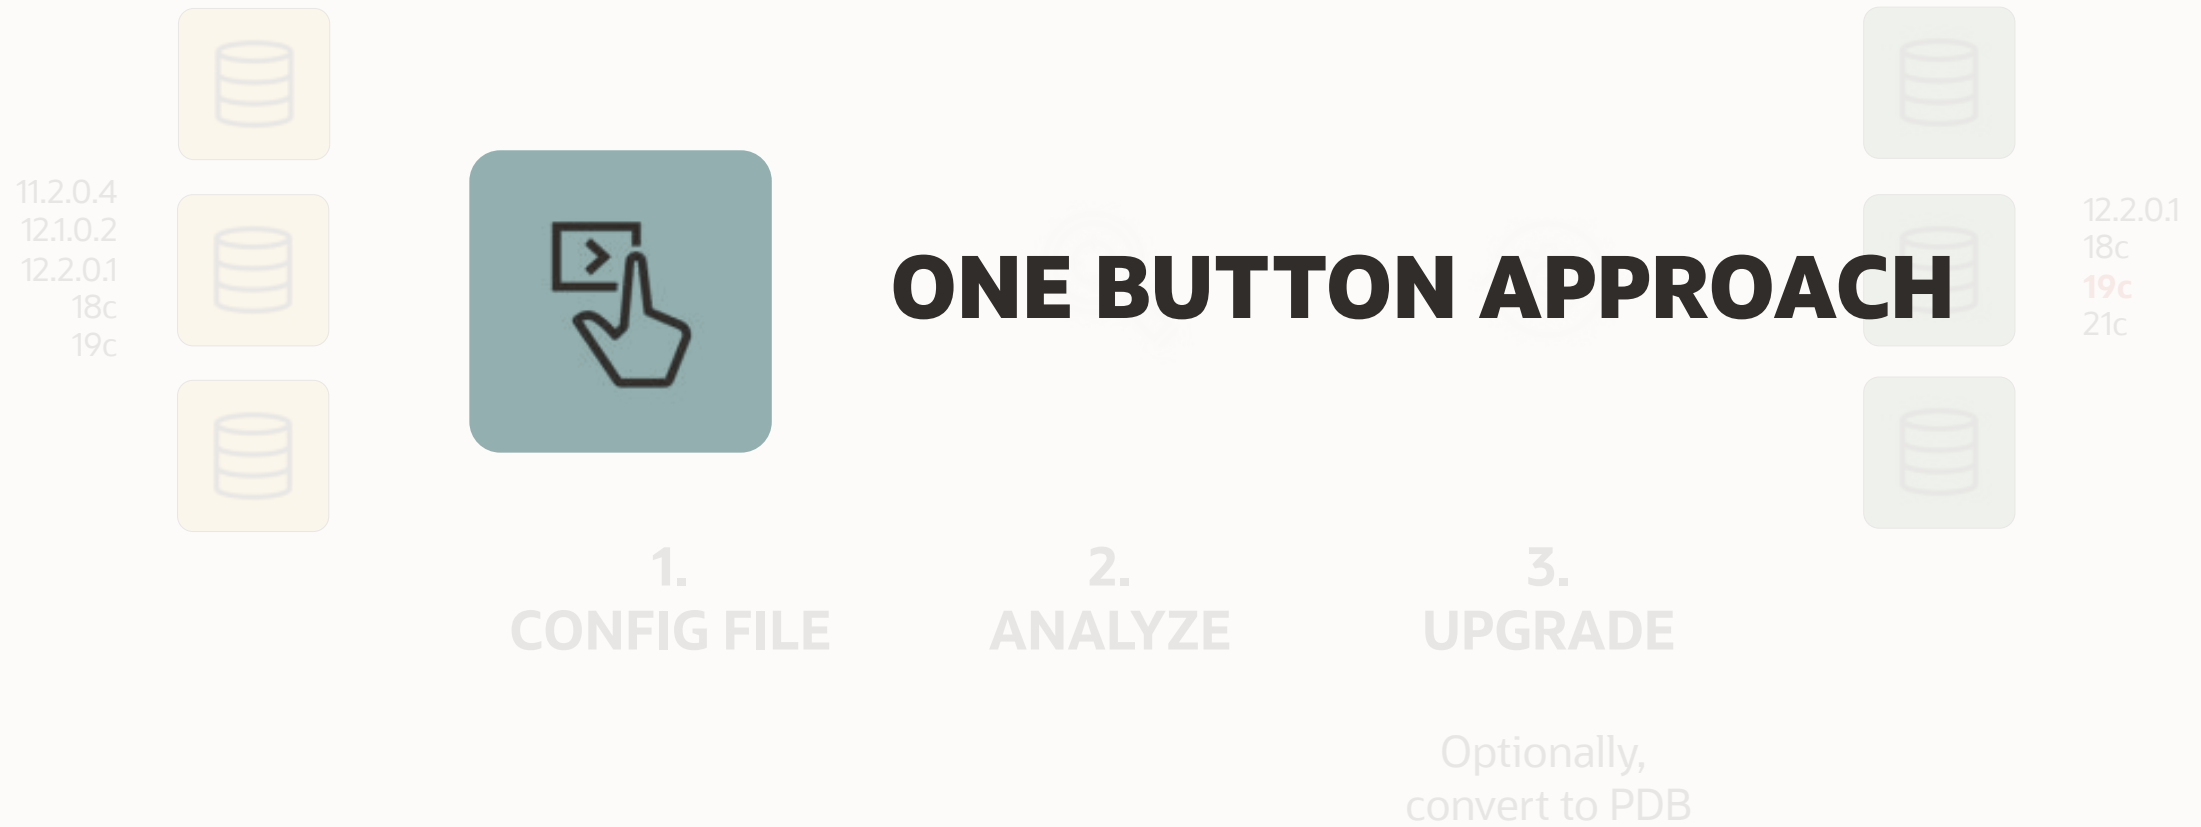 11.2.0.4
12.1.0.2
12.2.0.1
18c
19c
ONE BUTTON APPROACH
12.2.0.1
18c
19c
21c
1.
CONFIG FILE
2.
ANALYZE
3.
UPGRADE
Optionally,
convert to PDB